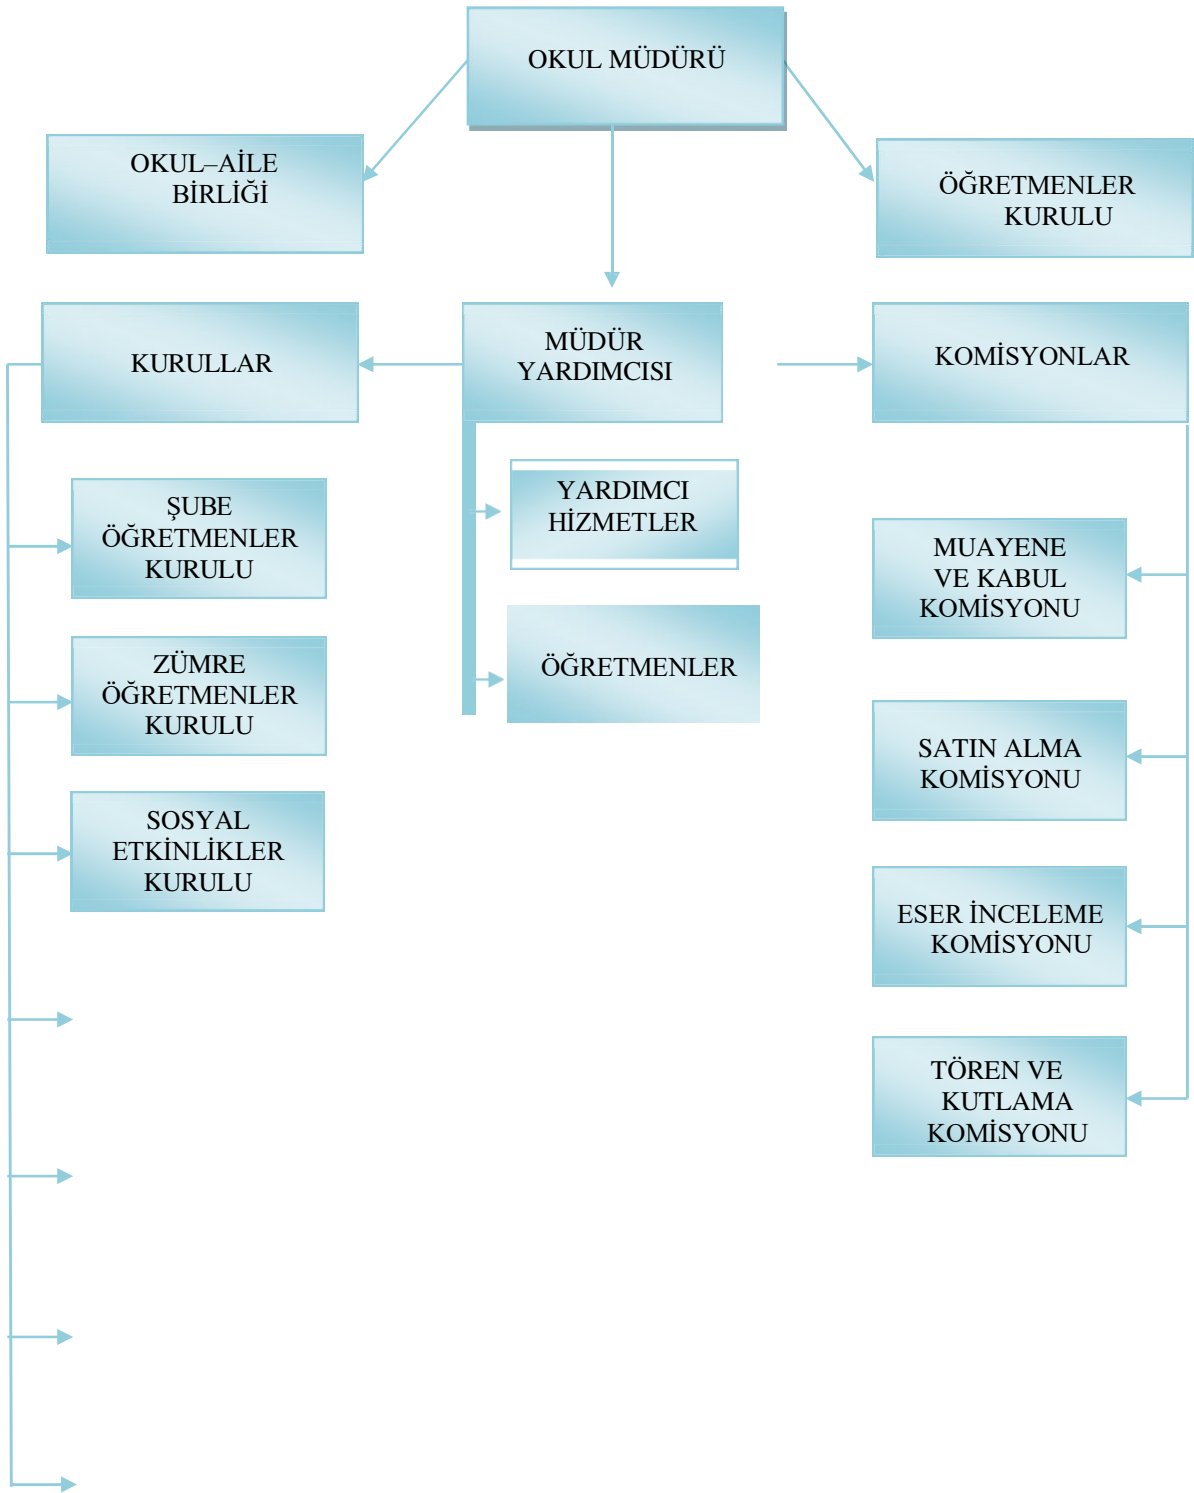 OKUL MÜDÜRÜ
OKUL–AİLE
BİRLİĞİ
ÖĞRETMENLER
KURULU
KURULLAR
MÜDÜR
YARDIMCISI
KOMİSYONLAR
ŞUBE
ÖĞRETMENLER
KURULU
YARDIMCI
HİZMETLER
MUAYENE
VE KABUL
KOMİSYONU
ZÜMRE
ÖĞRETMENLER
KURULU
ÖĞRETMENLER
SATIN ALMA
KOMİSYONU
SOSYAL
ETKİNLİKLER
KURULU
ESER İNCELEME
KOMİSYONU
TÖREN VE
KUTLAMA
KOMİSYONU